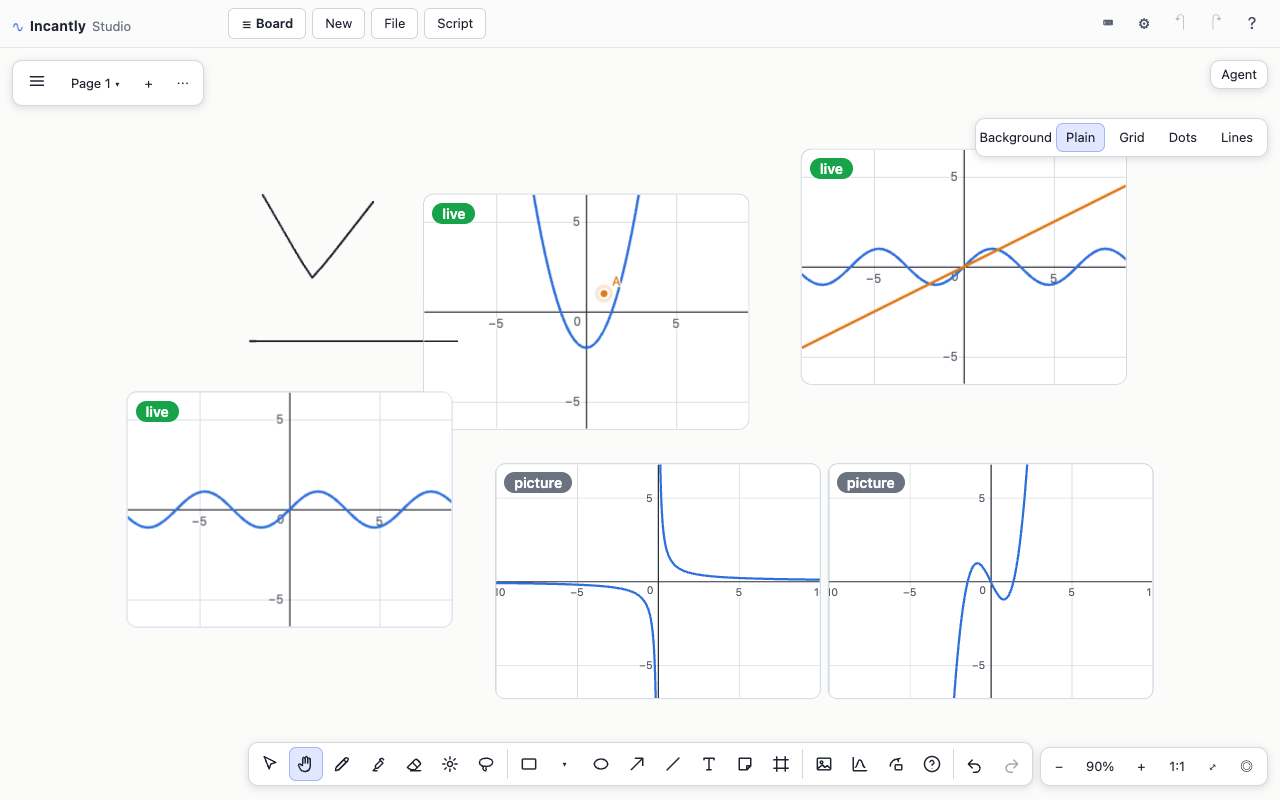 Incantly Studio
≡ Board New File Script
?
Page 1 + ...
Agent
Background Plain Grid Dots Lines
live
5
−5 0 5
−5
A
live
5
−5 0 5
−5
live
5
−5 0 5
−5
picture
5
10 −5 0 5 1
−5
picture
5
10 −5 0 5 1
−5
T
− 90% + 1:1